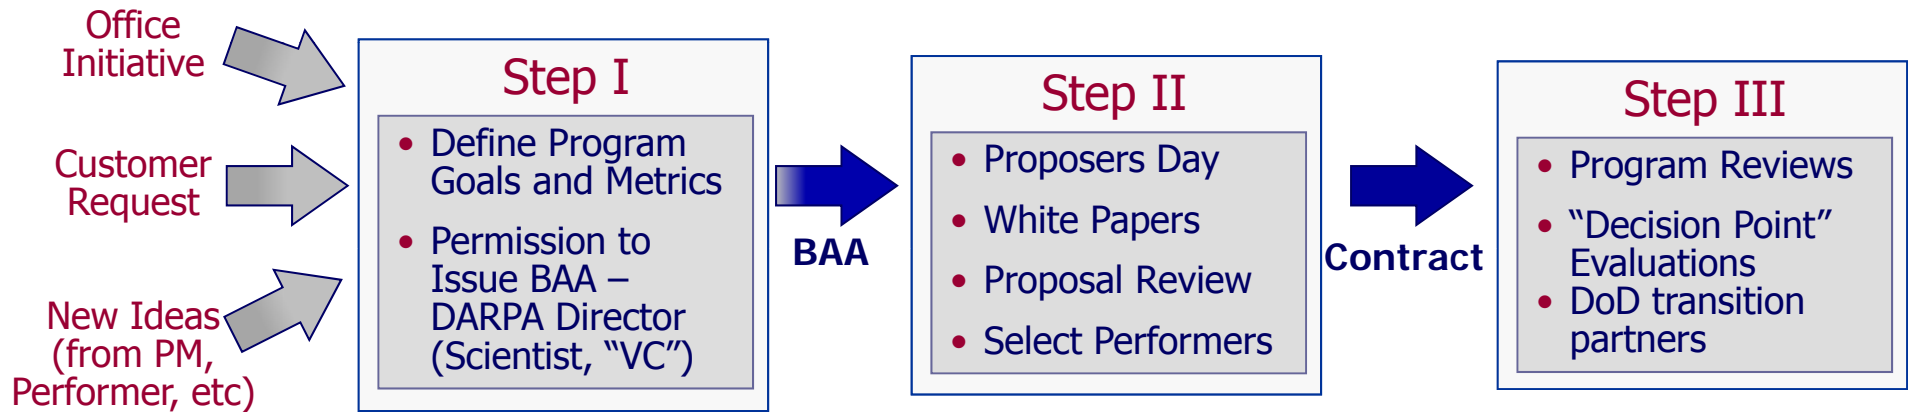 Office
Initiative
Customer
Request
New Ideas
(from PM,
Performer, etc)
Step I
• Define Program
Goals and Metrics
• Permission to
Issue BAA –
DARPA Director
(Scientist, “VC”)
BAA
Step II
• Proposers Day
• White Papers
• Proposal Review
• Select Performers
Contract
Step III
• Program Reviews
• “Decision Point”
Evaluations
• DoD transition
partners